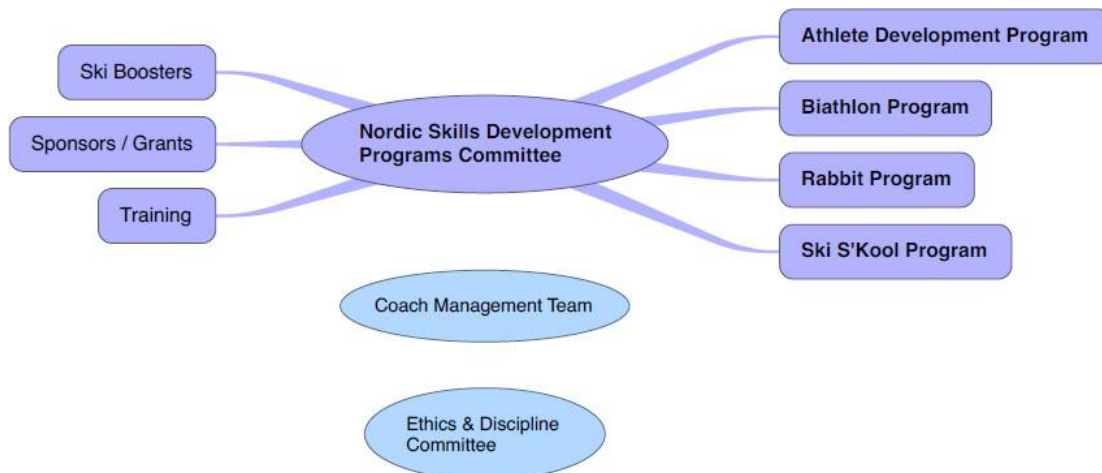 Ski Boosters
Sponsors / Grants
Training
Nordic Skills Development
Programs Committee
Athlete Development Program
Biathlon Program
Rabbit Program
Ski S'Kool Program
Coach Management Team
Ethics & Discipline
Committee